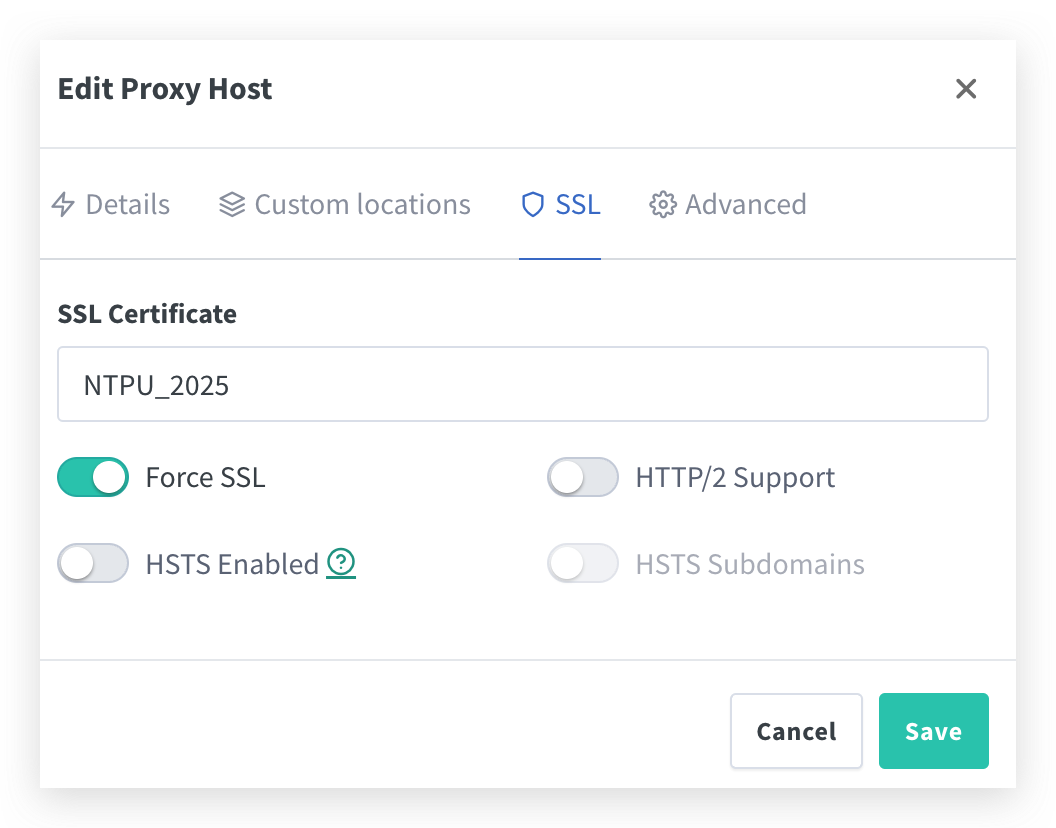 Edit Proxy Host
Details Custom locations SSL Advanced
SSL Certificate
NTPU_2025
Force SSL HTTP/2 Support
HSTS Enabled HSTS Subdomains
Cancel Save